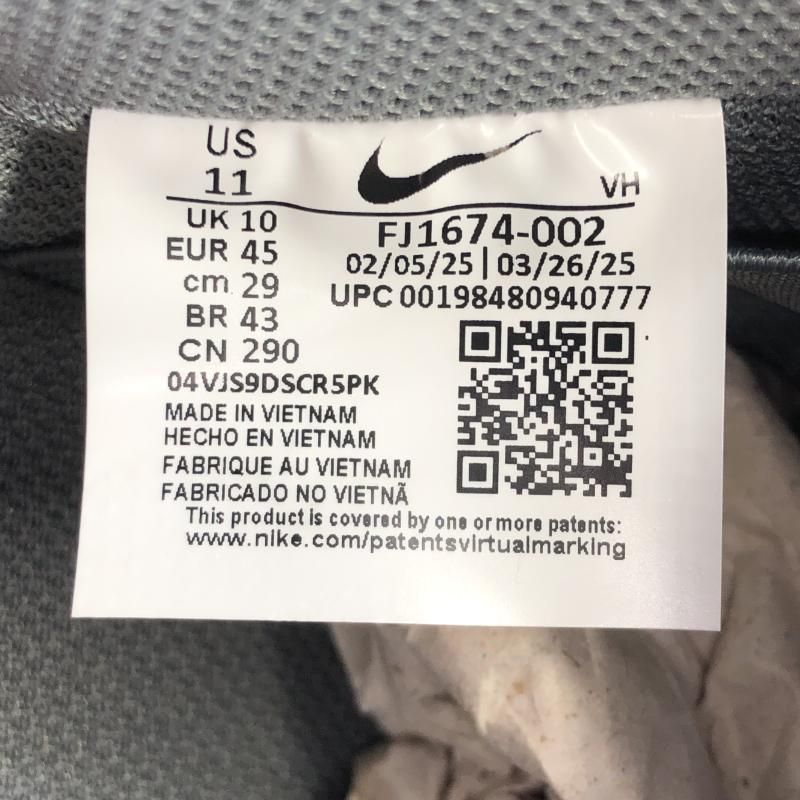 US
11
VH
UK 10
EUR 45
cm 29
BR 43
CN 290
FJ1674-002
02/05/25 | 03/26/25
UPC 00198480940777
04VJS9DSCR5PK
MADE IN VIETNAM
HECHO EN VIETNAM
FABRIQUE AU VIETNAM
FABRICADO NO VIETNÃ
This product is covered by one or more patents:
www.nike.com/patentsvirtualmarking